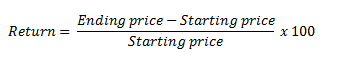 Return = Ending price − Starting price / Starting price x 100